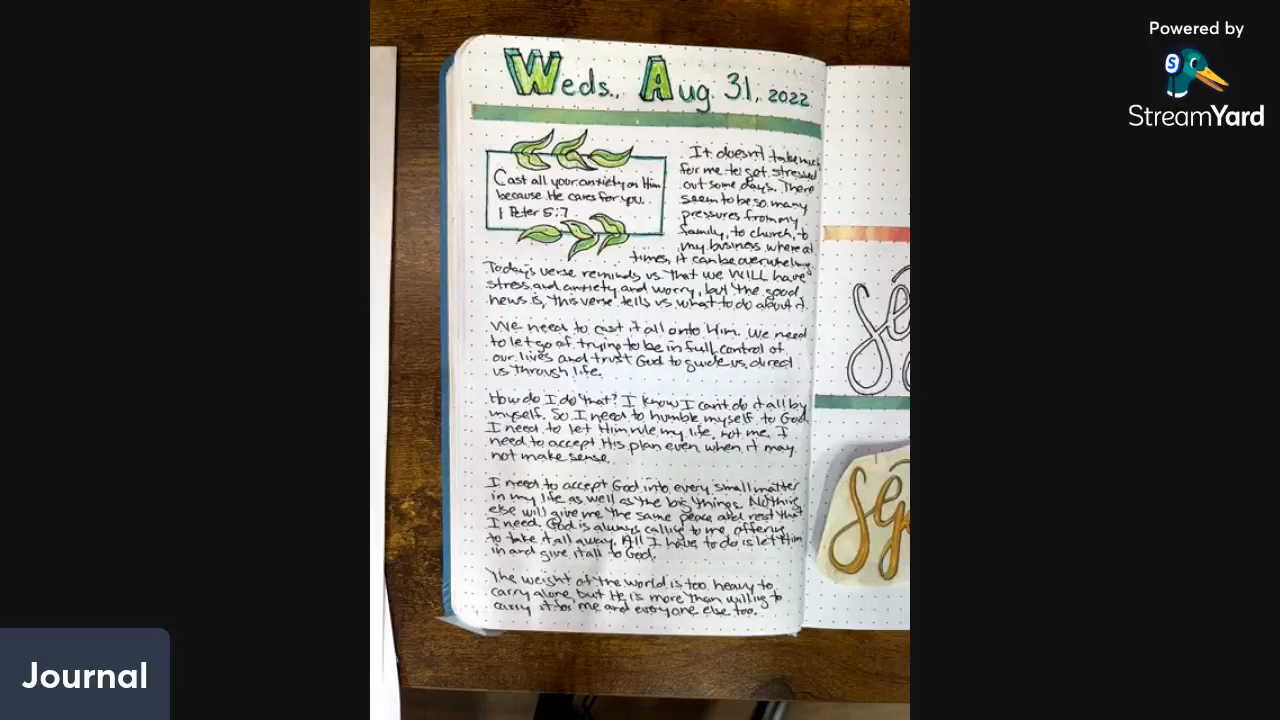 Powered by
StreamYard
Weds., Aug. 31, 2022
Cast all your anxiety on Him
because He cares for you.
1 Peter 5:7
It doesn't take much
for me to get stressed
out some days. There
seem to be so many
pressures from my
family, to church, to
my business where at
times, it can be overwhelming.
Today's verse reminds us that we WILL have
stress and anxiety and worry, but the good
news is, this verse tells us what to do about it.
We need to cast it all onto Him. We need
to let go of trying to be in full control of
our lives and trust God to guide us, direct
us through life.
How do I do that? I know I can't do it all by
myself. So I need to humble myself to God.
I need to let Him rule my life, not me. I
need to accept His plan even when it may
not make sense.
I need to accept God into every small matter
in my life as well as the big things. Nothing
else will give me the same peace and rest that
I need. God is always calling to me offering
to take it all away. All I have to do is let Him
in and give it all to God.
The weight of the world is too heavy to
carry alone but He is more than willing to
carry it for me and everyone else too.
Journal